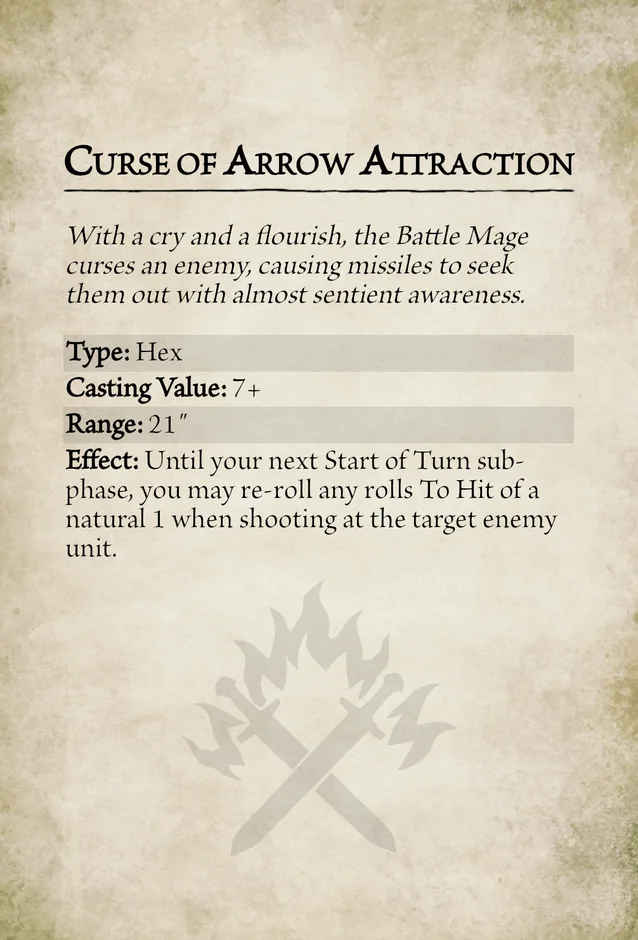 Curse of Arrow Attraction
With a cry and a flourish, the Battle Mage
curses an enemy, causing missiles to seek
them out with almost sentient awareness.
Type: Hex
Casting Value: 7+
Range: 21"
Effect: Until your next Start of Turn sub-
phase, you may re-roll any rolls To Hit of a
natural 1 when shooting at the target enemy
unit.